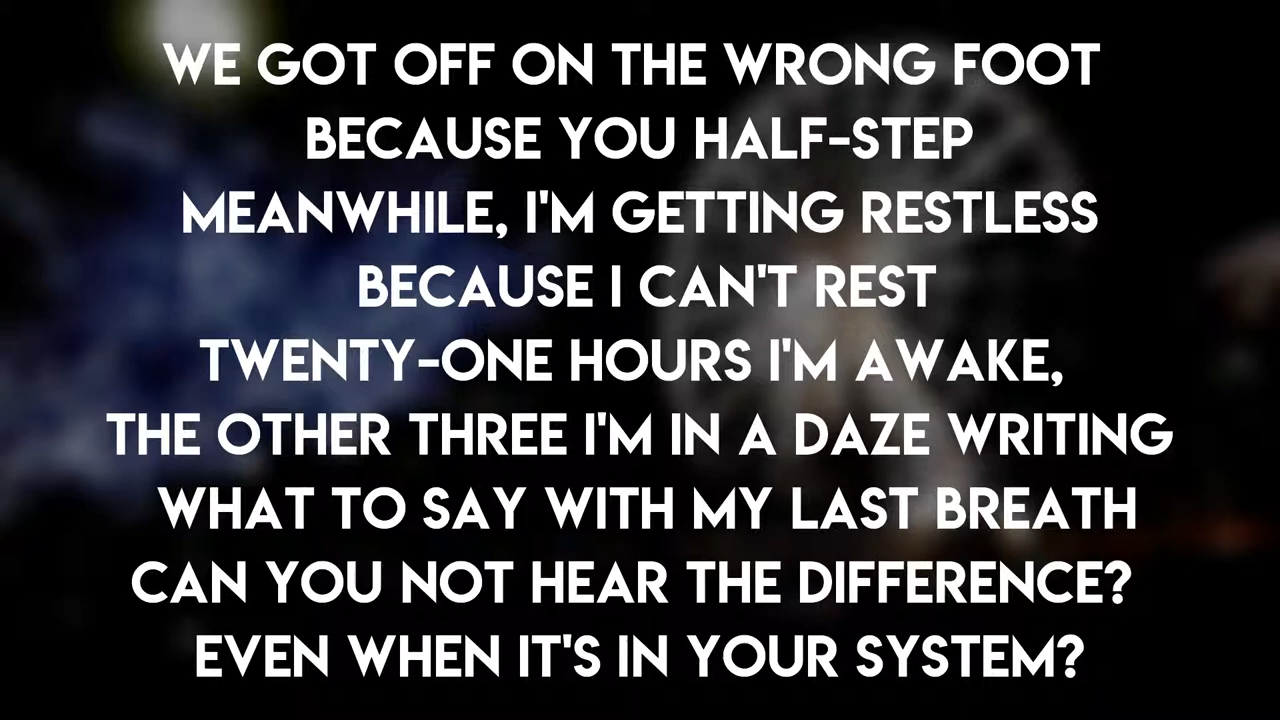 WE GOT OFF ON THE WRONG FOOT
BECAUSE YOU HALF-STEP
MEANWHILE, I'M GETTING RESTLESS
BECAUSE I CAN'T REST
TWENTY-ONE HOURS I'M AWAKE,
THE OTHER THREE I'M IN A DAZE WRITING
WHAT TO SAY WITH MY LAST BREATH
CAN YOU NOT HEAR THE DIFFERENCE?
EVEN WHEN IT'S IN YOUR SYSTEM?